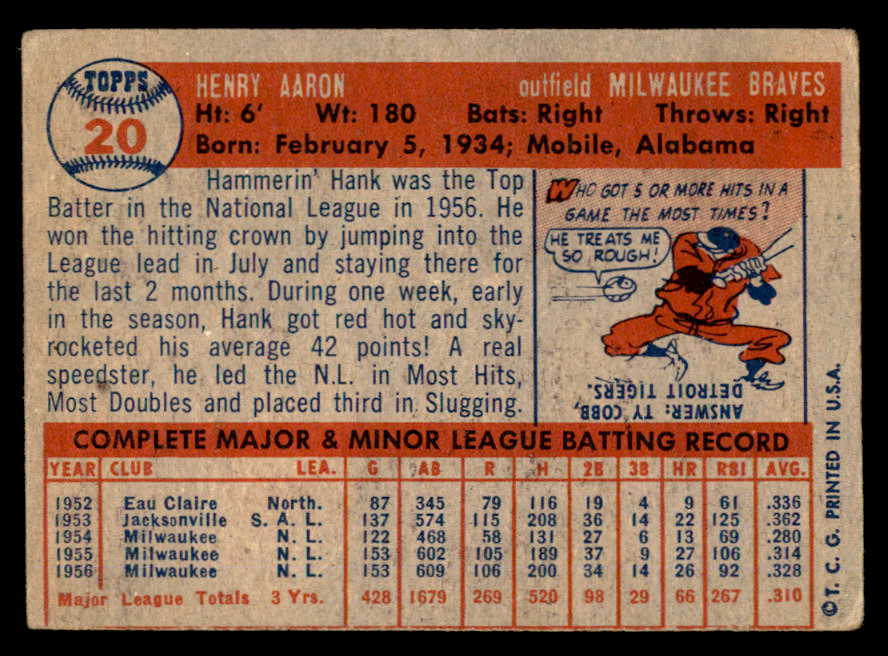 TOPPS
20
HENRY AARON outfield MILWAUKEE BRAVES
Ht: 6' Wt: 180 Bats: Right Throws: Right
Born: February 5, 1934; Mobile, Alabama
Hammerin' Hank was the Top
Batter in the National League in 1956. He
won the hitting crown by jumping into the
League lead in July and staying there for
the last 2 months. During one week, early
in the season, Hank got red hot and sky-
rocketed his average 42 points! A real
speedster, he led the N.L. in Most Hits,
Most Doubles and placed third in Slugging.
WHO GOT 5 OR MORE HITS IN A
GAME THE MOST TIMES?
HE TREATS ME
SO ROUGH!
ANSWER: TY COBB,
DETROIT TIGERS.
COMPLETE MAJOR & MINOR LEAGUE BATTING RECORD
YEAR CLUB LEA. G AB R H 2B 3B HR RBI AVG.
1952 Eau Claire North. 87 345 79 116 19 4 9 61 .336
1953 Jacksonville S. A. L. 137 574 115 208 36 14 22 125 .362
1954 Milwaukee N. L. 122 468 58 131 27 6 13 69 .280
1955 Milwaukee N. L. 153 602 105 189 37 9 27 106 .314
1956 Milwaukee N. L. 153 609 106 200 34 14 26 92 .328
Major League Totals 3 Yrs. 428 1679 269 520 98 29 66 267 .310
©T. C. G. PRINTED IN U.S.A.